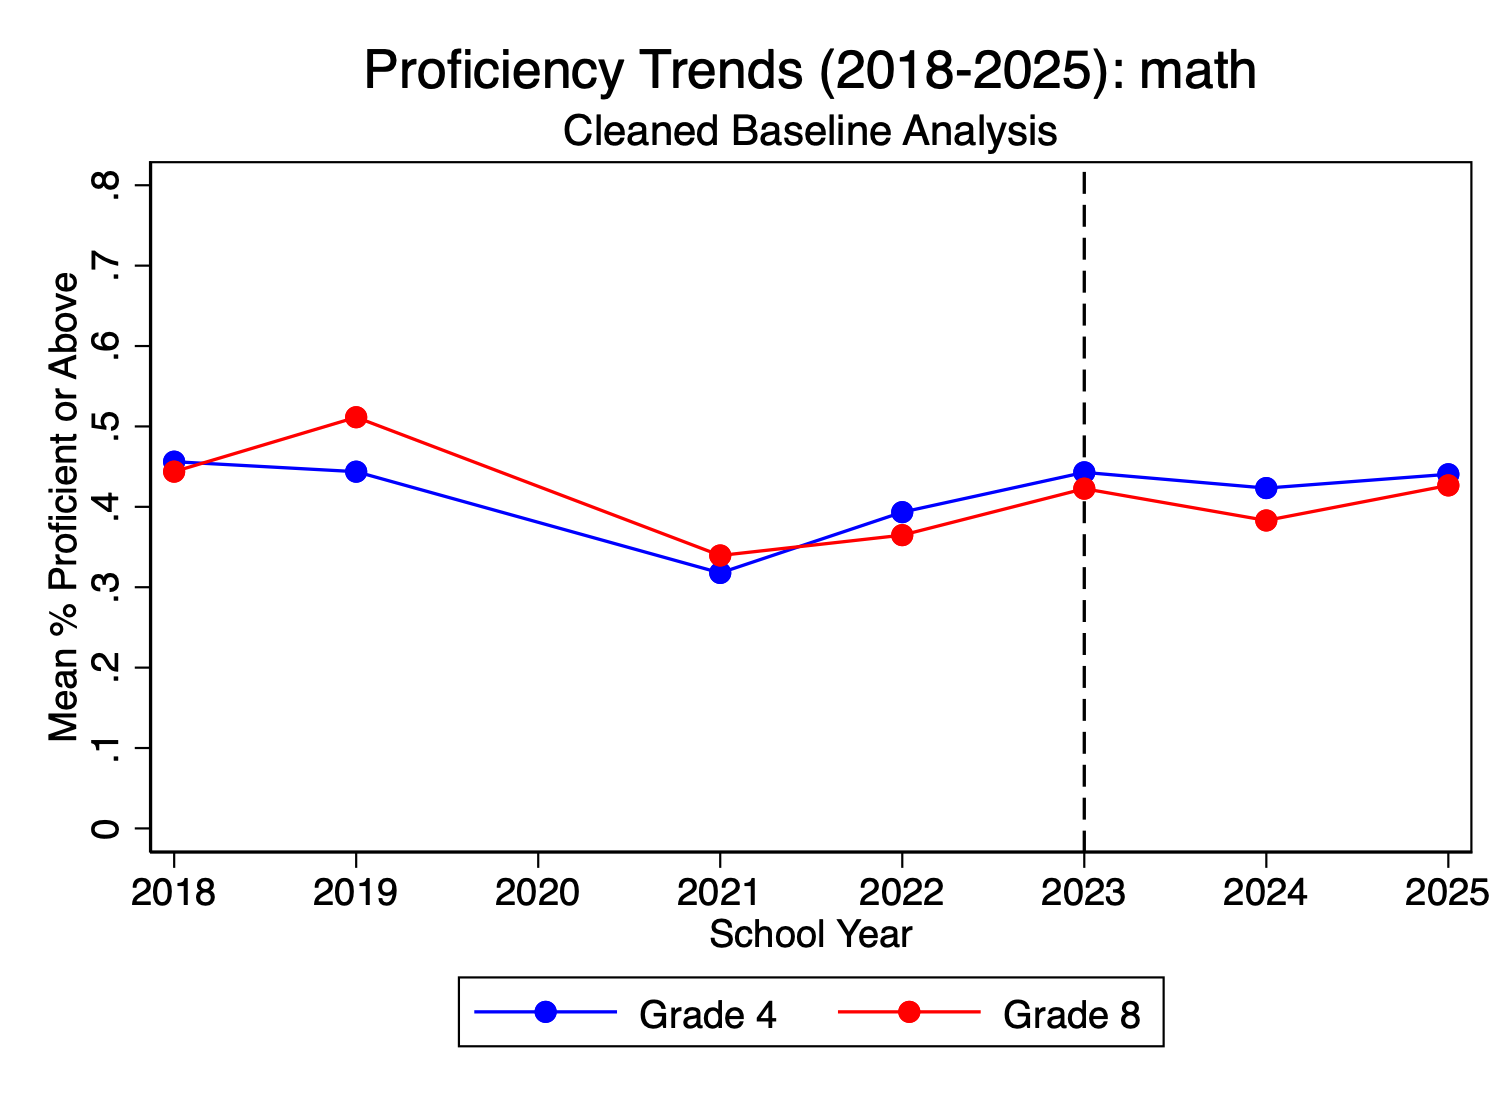 Proficiency Trends (2018-2025): math
Cleaned Baseline Analysis
Mean % Proficient or Above
.8
.7
.6
.5
.4
.3
.2
.1
0
2018 2019 2020 2021 2022 2023 2024 2025
School Year
Grade 4 Grade 8